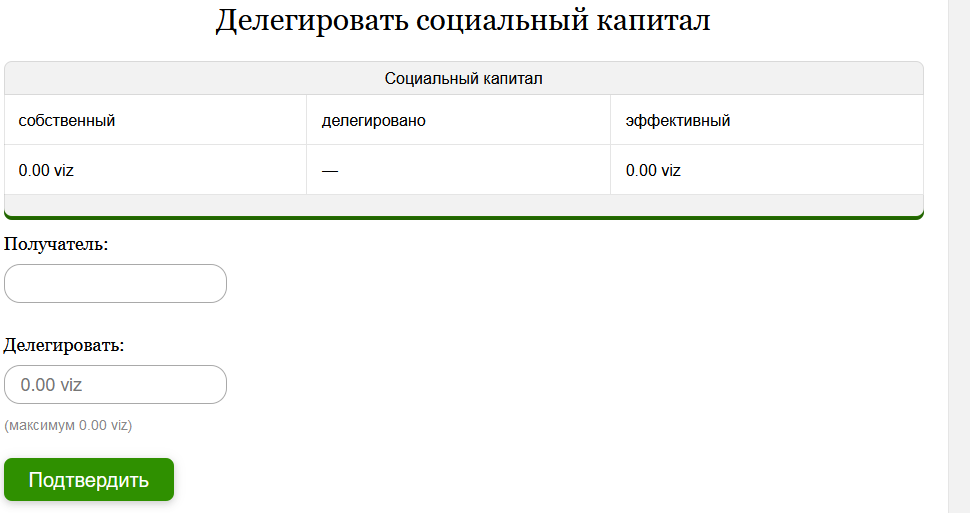 Делегировать социальный капитал
Социальный капитал
собственный делегировано эффективный
0.00 viz — 0.00 viz
Получатель:
Делегировать:
0.00 viz
(максимум 0.00 viz)
Подтвердить